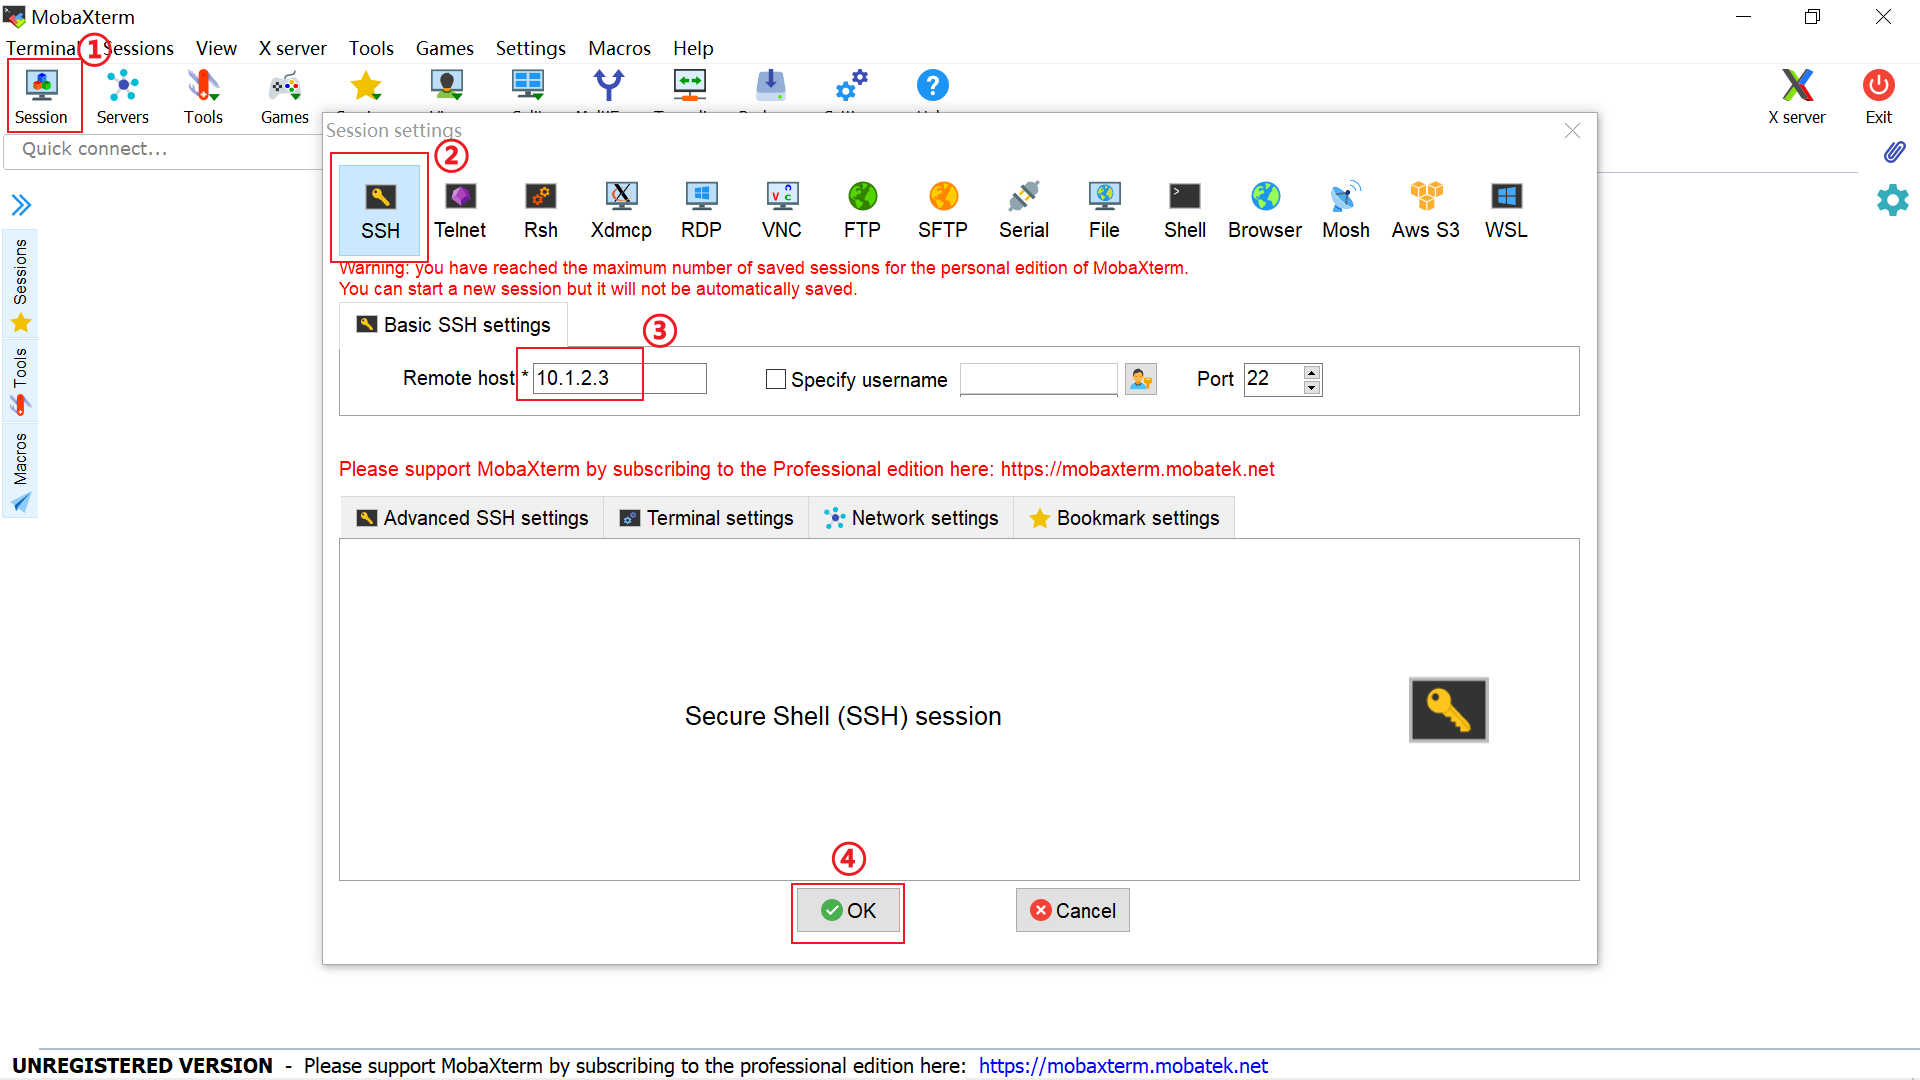 MobaXterm
Terminal Sessions View X server Tools Games Settings Macros Help
①
Session Servers Tools Games
X server Exit
Quick connect...
Session settings
②
SSH Telnet Rsh Xdmcp RDP VNC FTP SFTP Serial File Shell Browser Mosh Aws S3 WSL
Warning: you have reached the maximum number of saved sessions for the personal edition of MobaXterm.
You can start a new session but it will not be automatically saved.
Basic SSH settings
③
Remote host * 10.1.2.3 Specify username Port 22
Please support MobaXterm by subscribing to the Professional edition here: https://mobaxterm.mobatek.net
Advanced SSH settings Terminal settings Network settings Bookmark settings
Secure Shell (SSH) session
④
OK Cancel
Sessions
Tools
Macros
UNREGISTERED VERSION - Please support MobaXterm by subscribing to the professional edition here: https://mobaxterm.mobatek.net